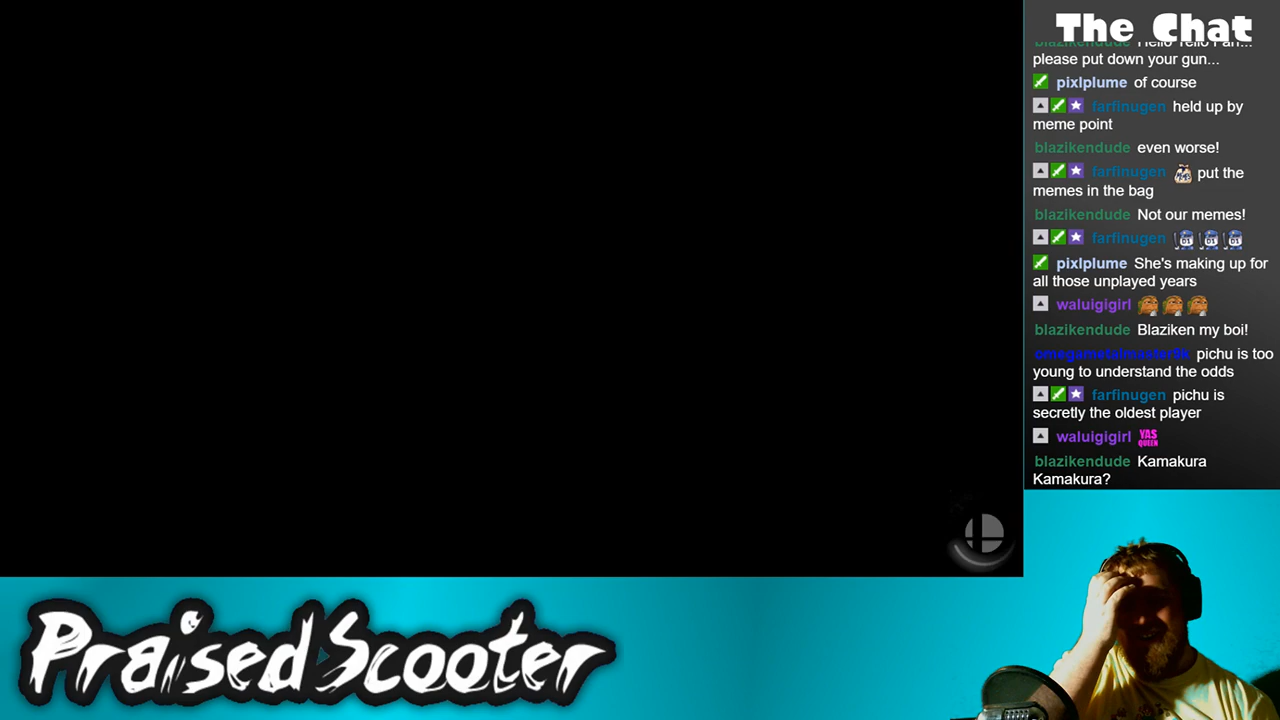 The Chat
please put down your gun...
pixlplume of course
farfinugen held up by
meme point
blazikendude even worse!
farfinugen put the
memes in the bag
blazikendude Not our memes!
farfinugen
pixlplume She's making up for
all those unplayed years
waluigigirl
blazikendude Blaziken my boi!
omegametalmaster9k pichu is too
young to understand the odds
farfinugen pichu is
secretly the oldest player
waluigigirl YAS QUEEN
blazikendude Kamakura
Kamakura?
PraisedScooter